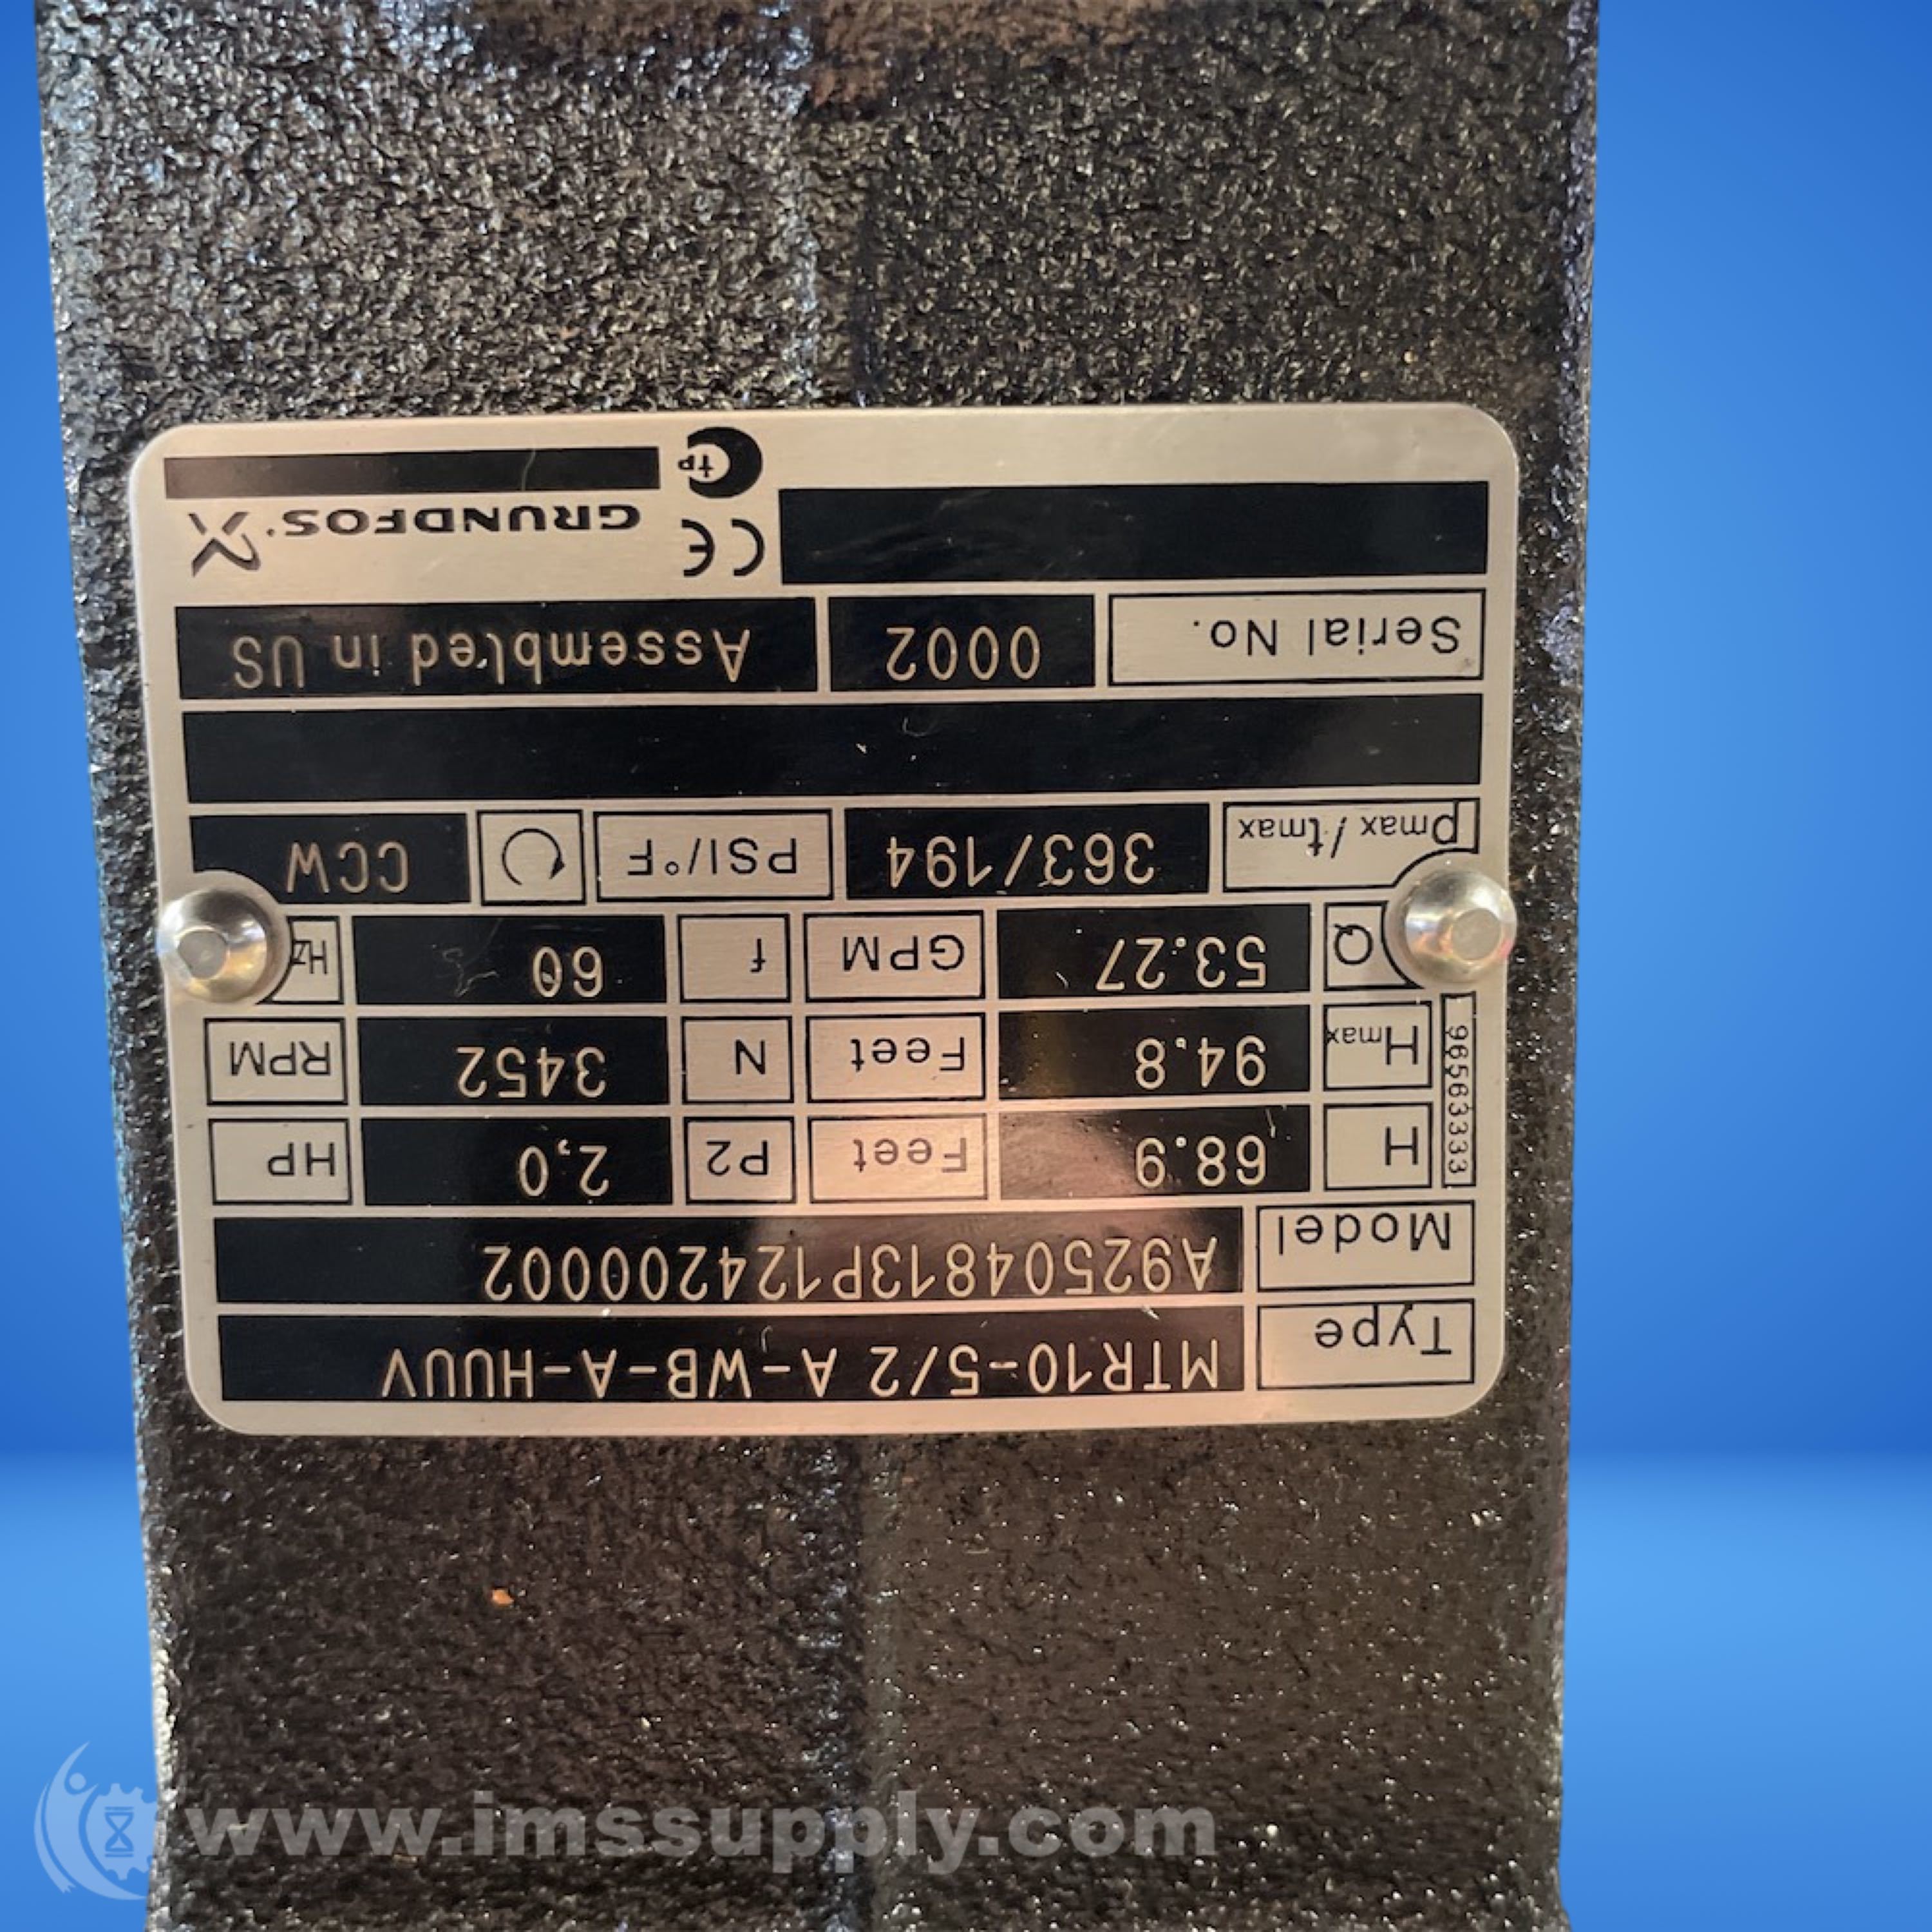 Type MTR10-5/2 A-WB-A-HUUV
Model A92504813P124200002
96563333
H 68.9 Feet P2 2,0 HP
Hmax 94.8 Feet N 3452 RPM
Q 53.27 GPM f 60 Hz
pmax/tmax 363/194 PSI/°F CCW
Serial No. 0002 Assembled in US
CE GRUNDFOS
tp
www.imssupply.com